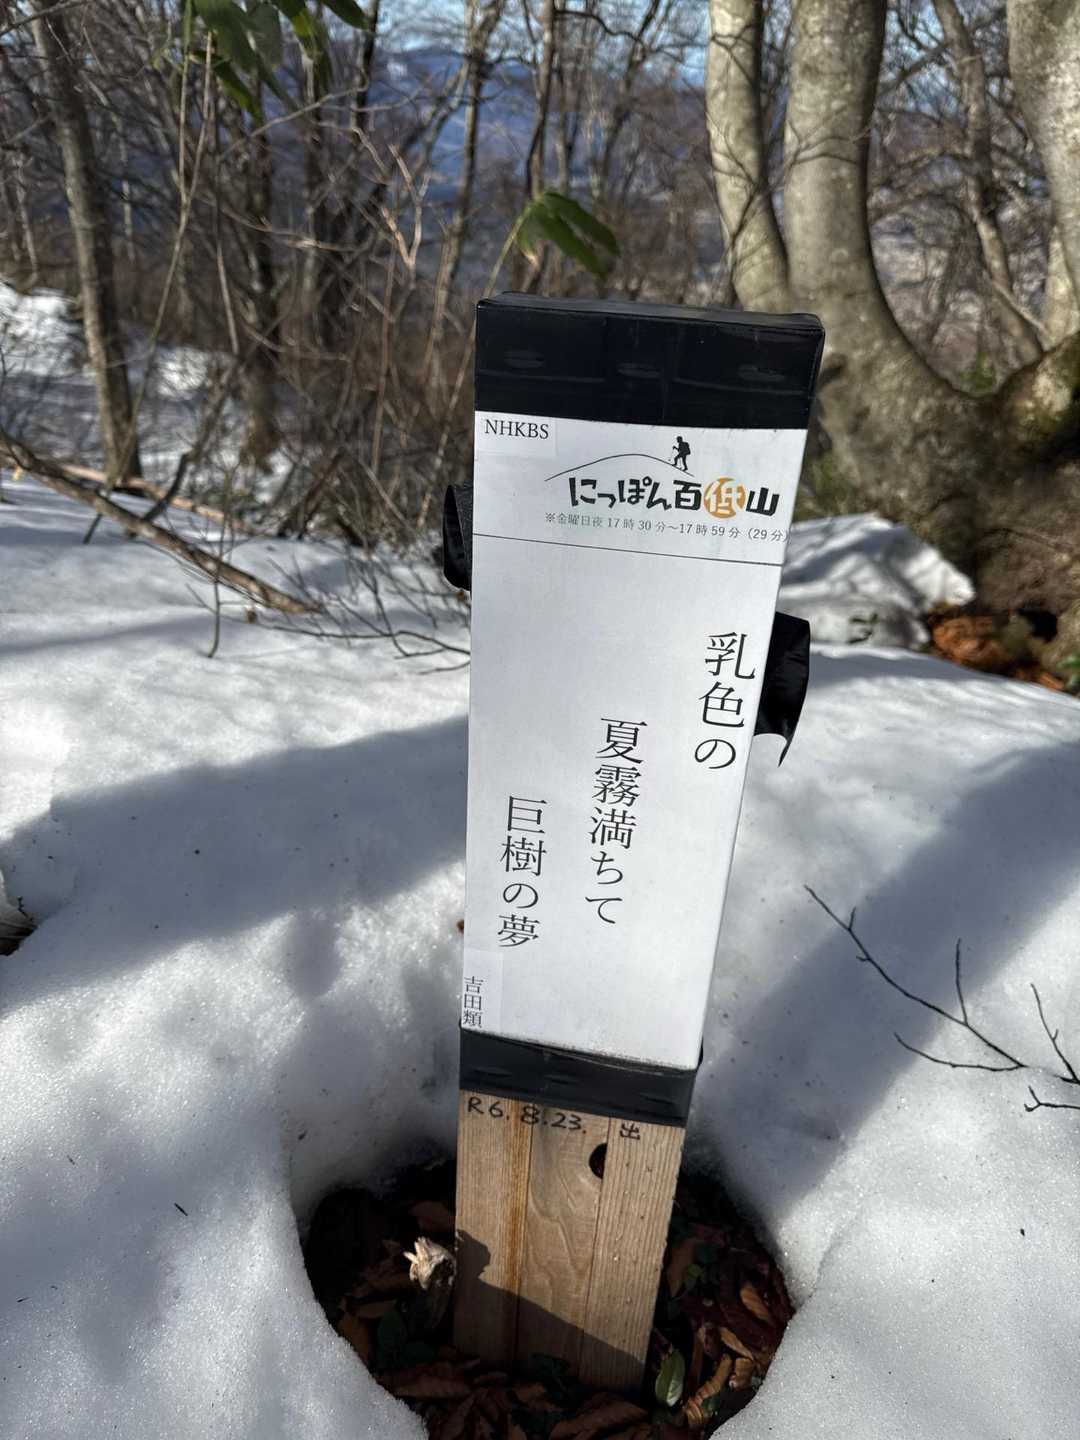 NHKBS
にっぽん百低山
※金曜日夜17時30分〜17時59分（29分）
乳色の
夏霧満ちて
巨樹の夢
吉田類
R6.8.23. 出